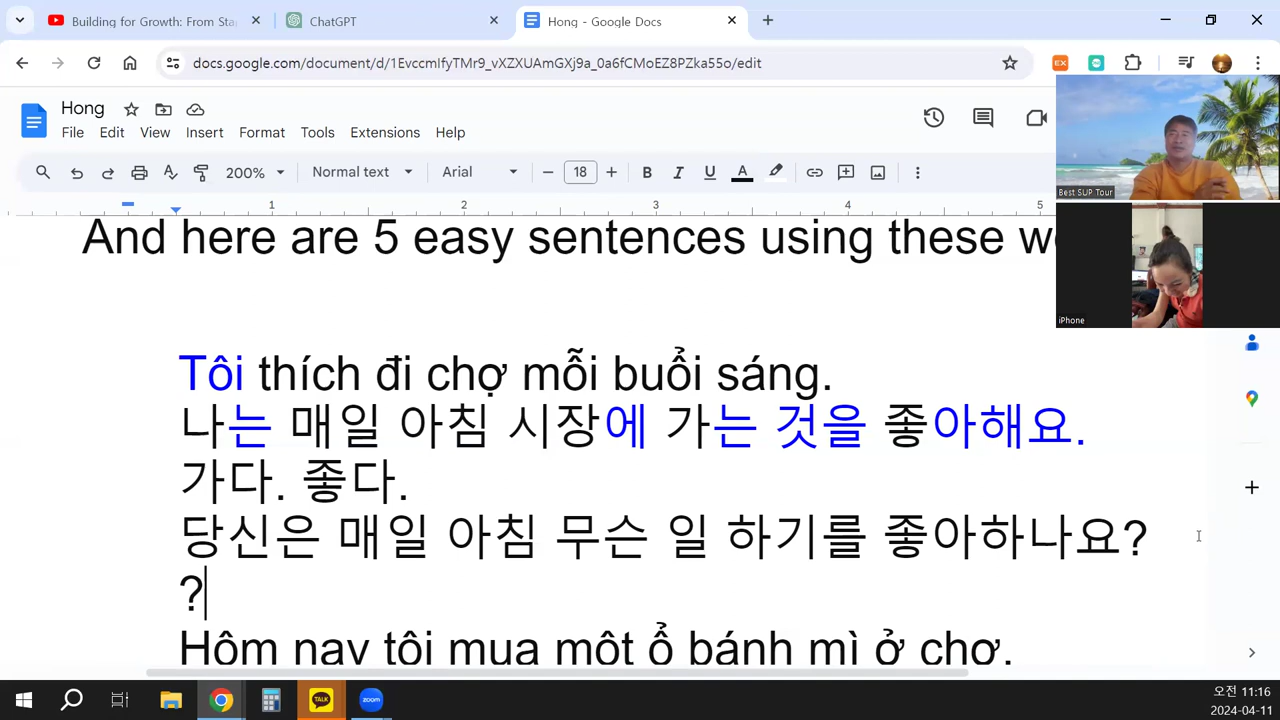 Building for Growth: From Sta
ChatGPT
Hong - Google Docs
docs.google.com/document/d/1EvccmIfyTMr9_vXZXUAmGXj9a_0a6fCMoEZ8PZka55o/edit
Hong
File Edit View Insert Format Tools Extensions Help
200% Normal text Arial 18
1 2 3 4 5
And here are 5 easy sentences using these
Best SUP Tour
iPhone
Tôi thích đi chợ mỗi buổi sáng.
나는 매일 아침 시장에 가는 것을 좋아해요.
가다. 좋다.
당신은 매일 아침 무슨 일 하기를 좋아하나요?
?
Hôm nay tôi mua một ổ bánh mì ở chợ.
TALK
zoom
오전 11:16
2024-04-11